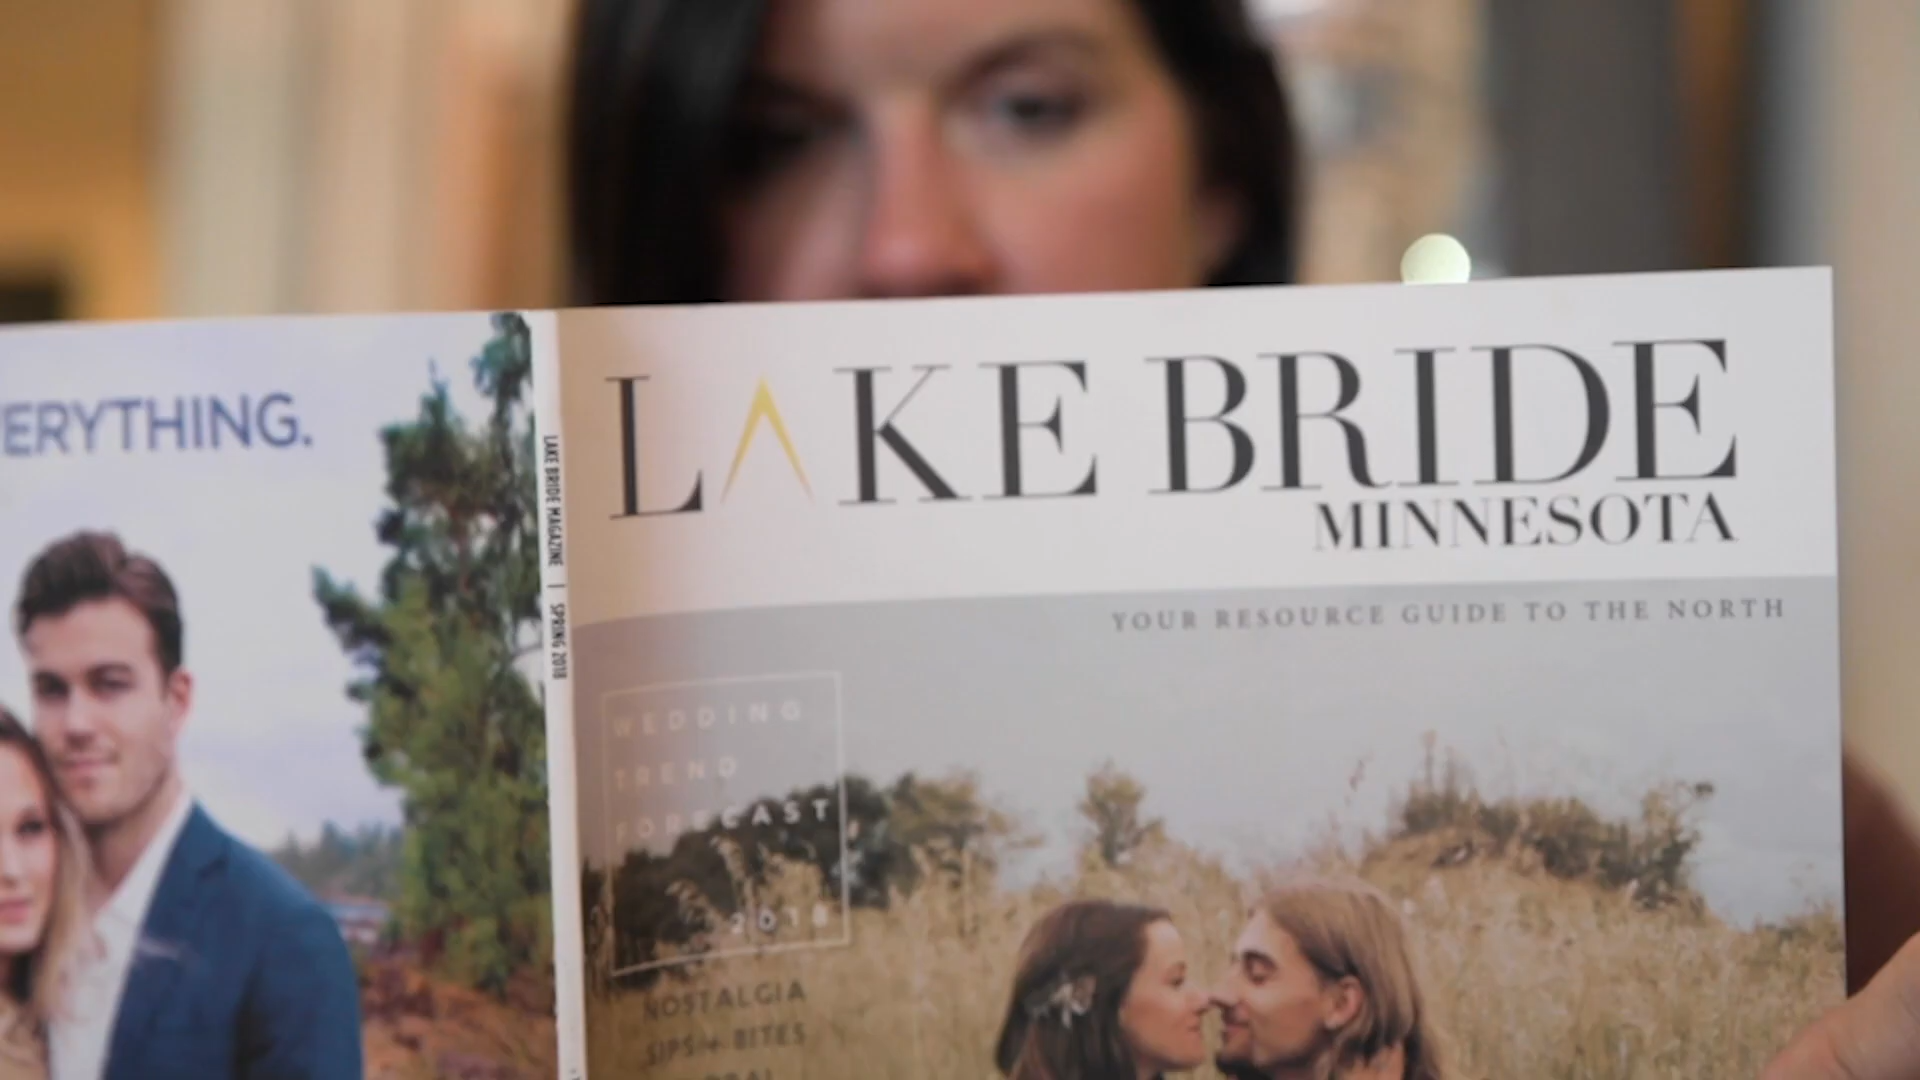 ERYTHING.
LAKE BRIDE MAGAZINE | SPRING 2018
LAKE BRIDE
MINNESOTA
YOUR RESOURCE GUIDE TO THE NORTH
WEDDING
TREND
FORECAST
2018
NOSTALGIA
SIPS + BITES